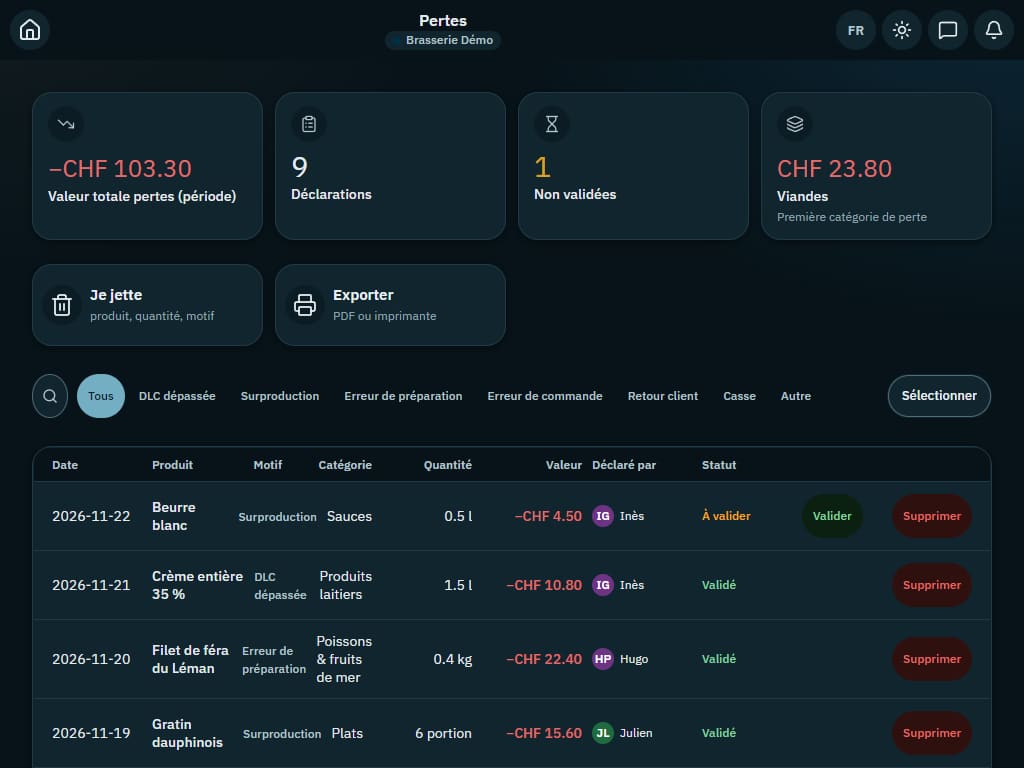 Pertes
Brasserie Démo
FR
−CHF 103.30
Valeur totale pertes (période)
9
Déclarations
1
Non validées
CHF 23.80
Viandes
Première catégorie de perte
Je jette
produit, quantité, motif
Exporter
PDF ou imprimante
Tous
DLC dépassée
Surproduction
Erreur de préparation
Erreur de commande
Retour client
Casse
Autre
Sélectionner
Date Produit Motif Catégorie Quantité Valeur Déclaré par Statut
2026-11-22 Beurre blanc Surproduction Sauces 0.5 l −CHF 4.50 IG Inès À valider Valider Supprimer
2026-11-21 Crème entière 35 % DLC dépassée Produits laitiers 1.5 l −CHF 10.80 IG Inès Validé Supprimer
2026-11-20 Filet de féra du Léman Erreur de préparation Poissons & fruits de mer 0.4 kg −CHF 22.40 HP Hugo Validé Supprimer
2026-11-19 Gratin dauphinois Surproduction Plats 6 portion −CHF 15.60 JL Julien Validé Supprimer